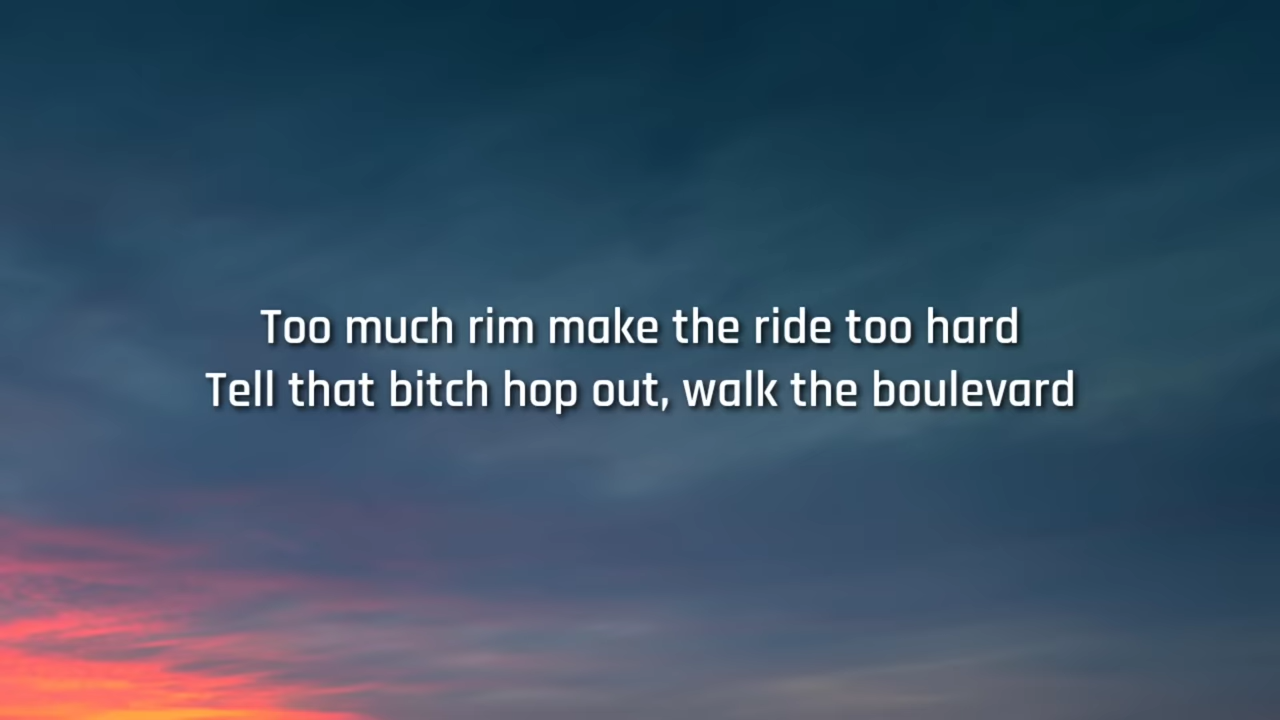 Too much rim make the ride too hard
Tell that bitch hop out, walk the boulevard